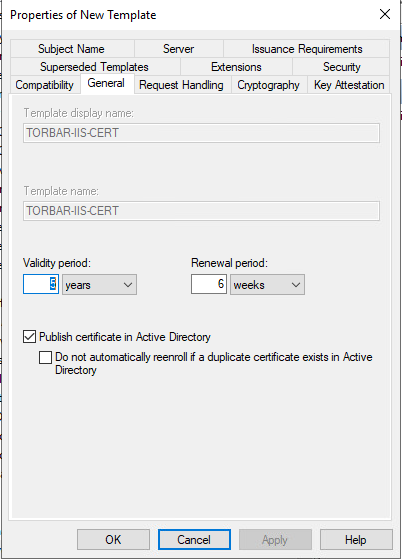 Properties of New Template
Subject Name Server Issuance Requirements
Superseded Templates Extensions Security
Compatibility General Request Handling Cryptography Key Attestation
Template display name:
TORBAR-IIS-CERT
Template name:
TORBAR-IIS-CERT
Validity period: Renewal period:
5 years 6 weeks
Publish certificate in Active Directory
Do not automatically reenroll if a duplicate certificate exists in Active
Directory
OK Cancel Apply Help